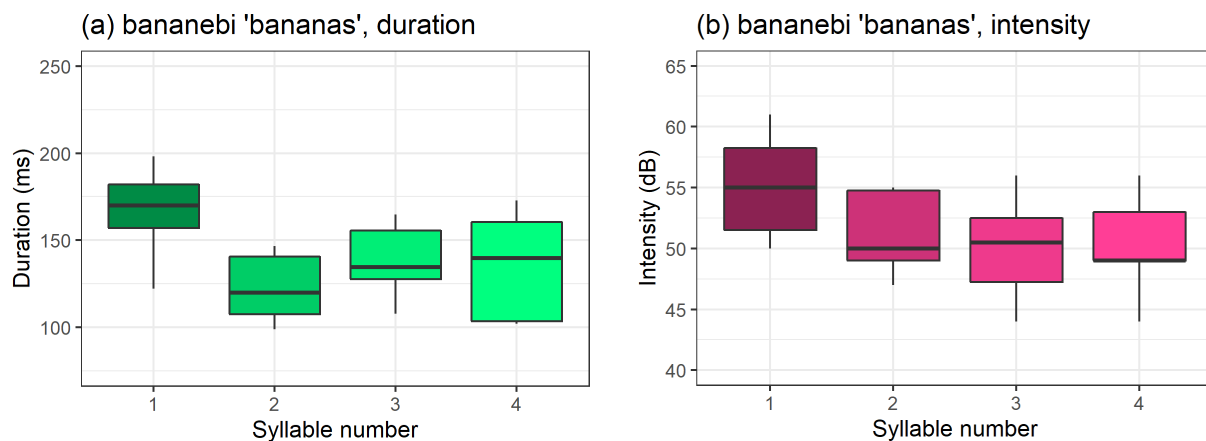 (a) bananebi 'bananas', duration
250
200
150
100
Duration (ms)
1 2 3 4
Syllable number
(b) bananebi 'bananas', intensity
65
60
55
50
45
40
Intensity (dB)
1 2 3 4
Syllable number